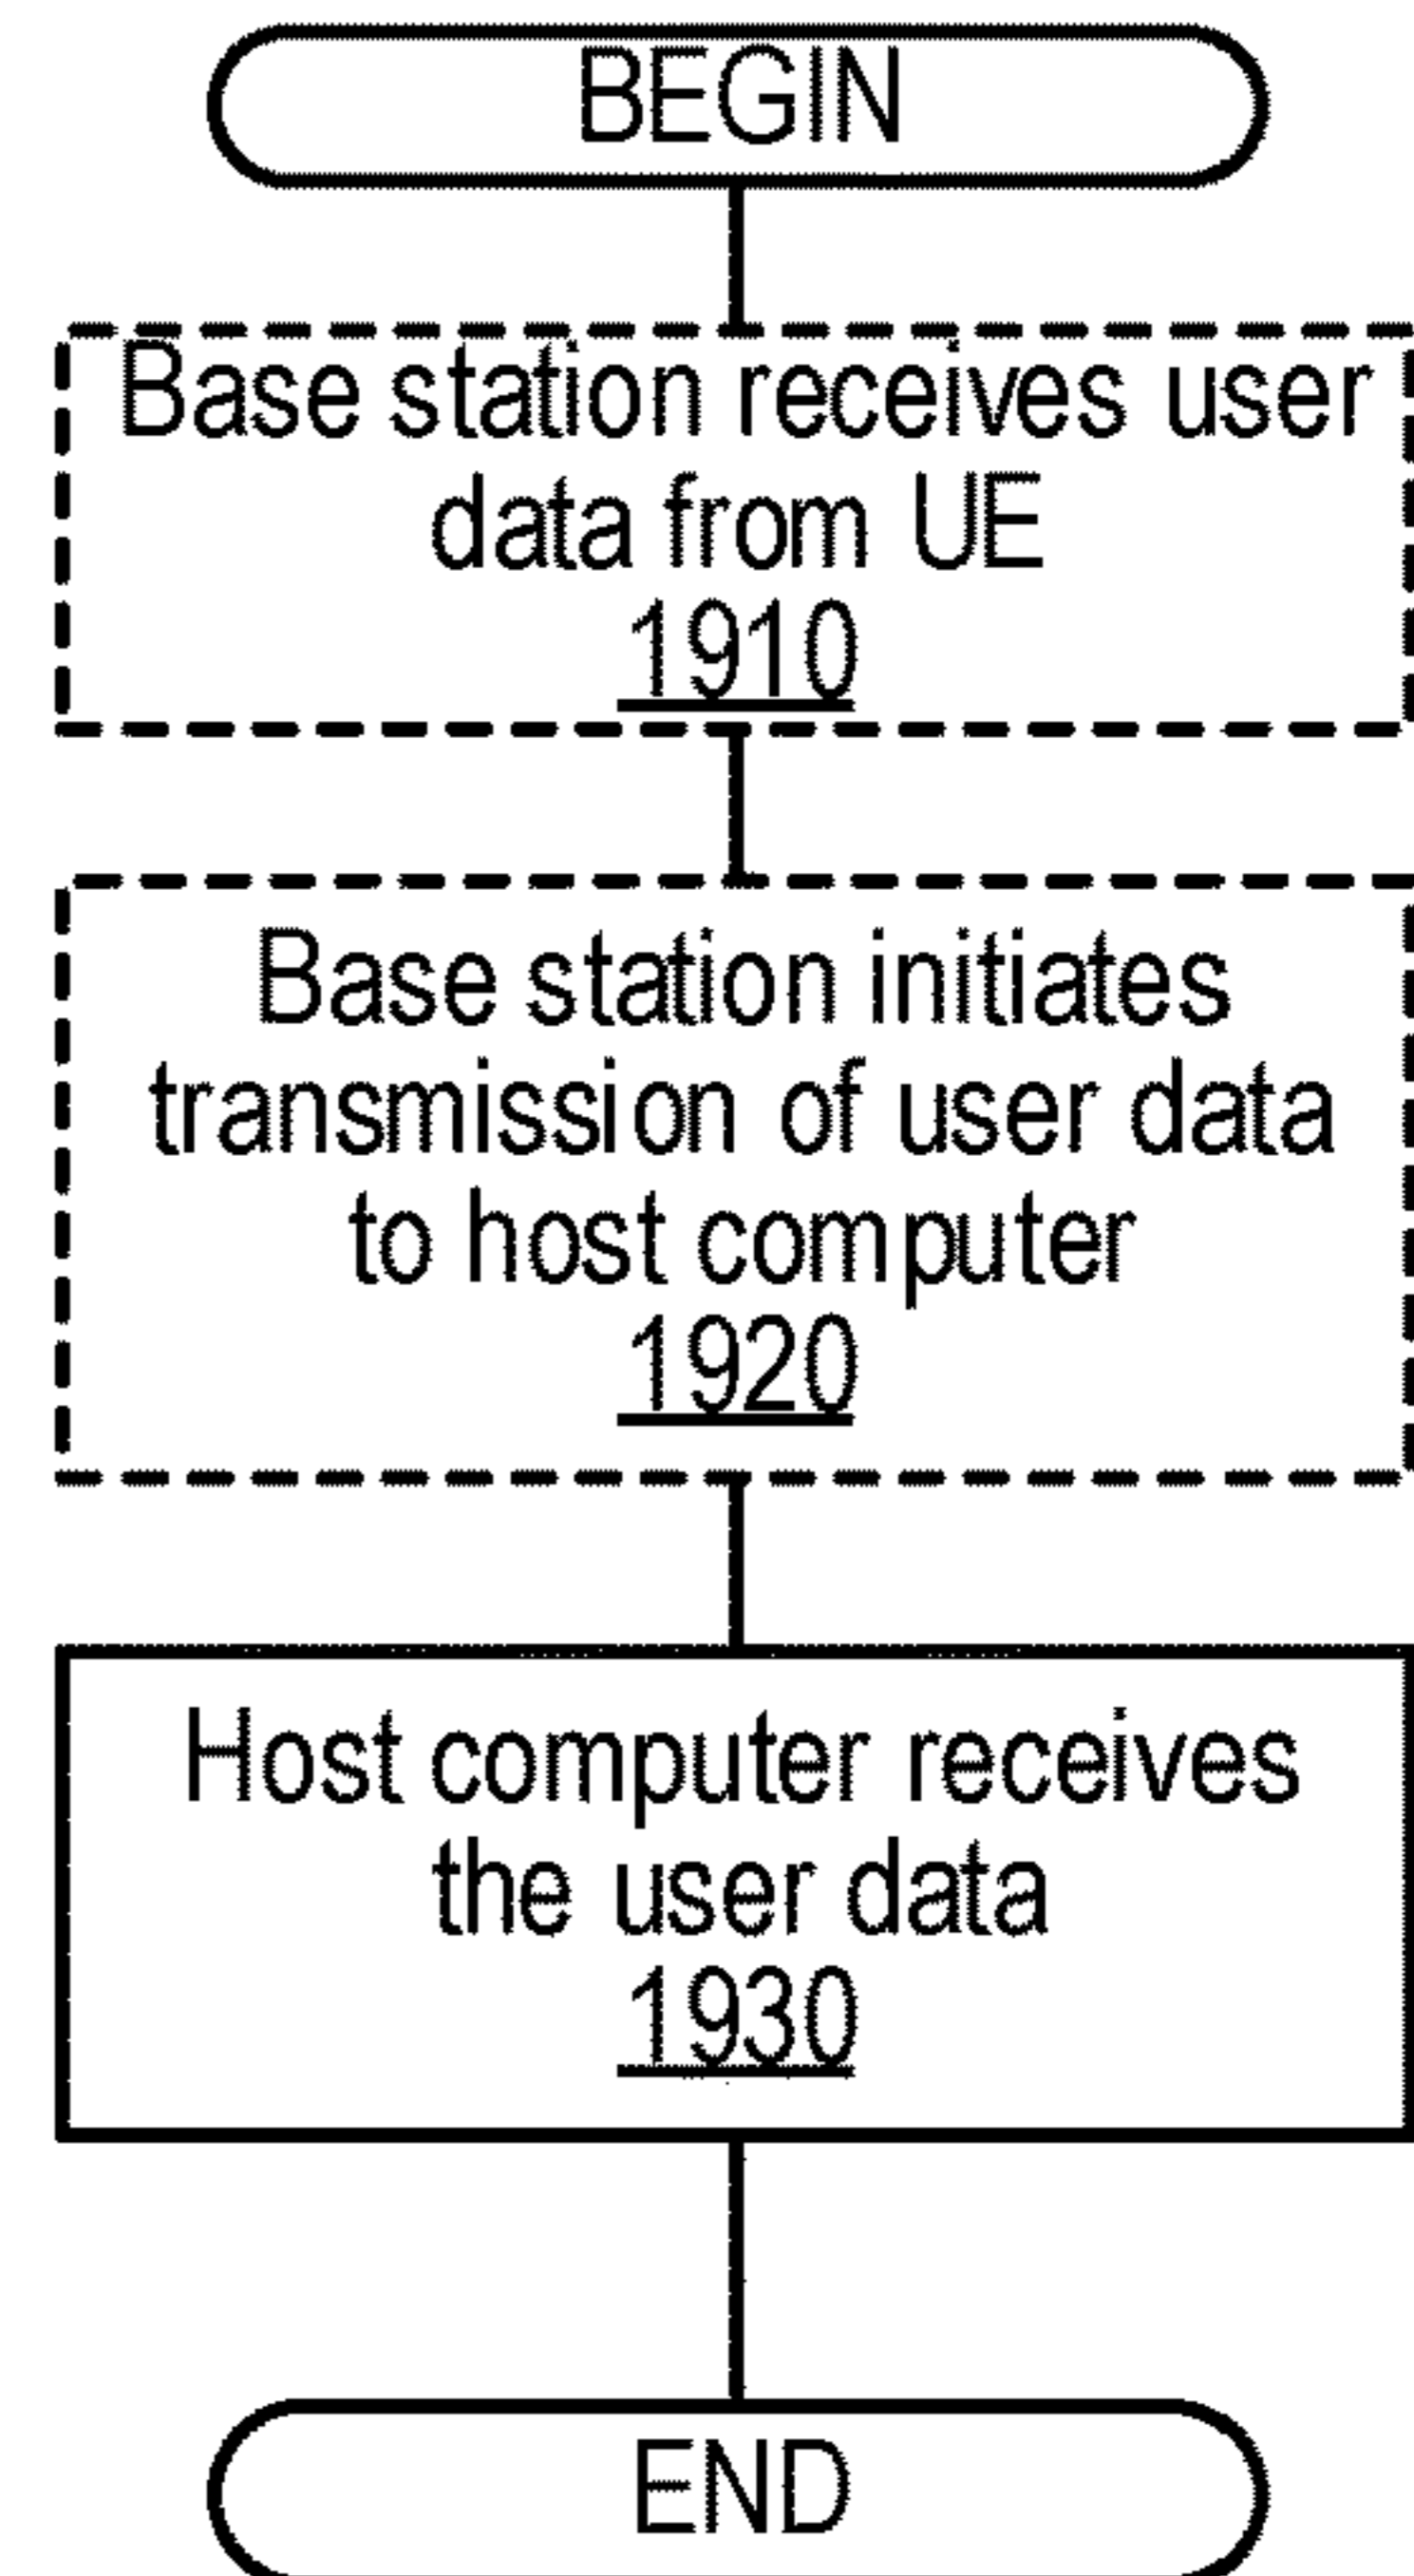 BEGIN
Base station receives user
data from UE
1910
Base station initiates
transmission of user data
to host computer
1920
Host computer receives
the user data
1930
END